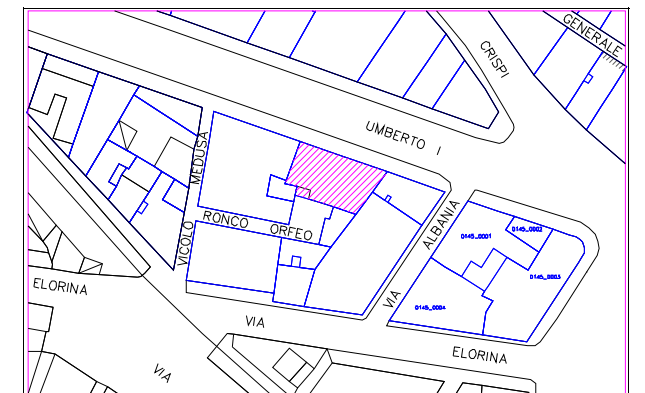 GENERALE
CRISPI
UMBERTO I
MEDUSA
VICOLO
RONCO ORFEO
ALBANIA
VIA
0145_0001
0145_0002
0145_0003
0145_0004
ELORINA
VIA
ELORINA
VIA